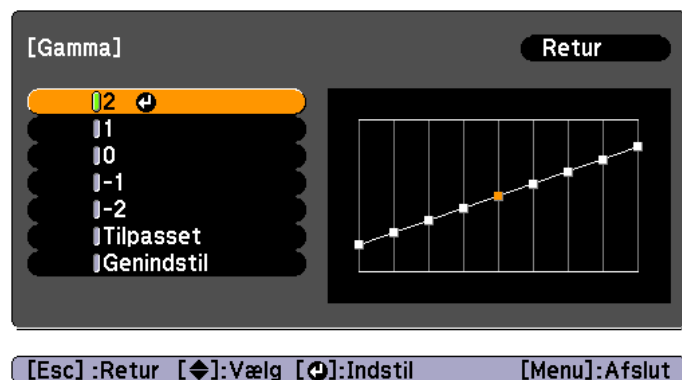 [Gamma] Retur
2
1
0
-1
-2
Tilpasset
Genindstil
[Esc] :Retur [◆]:Vælg [↵]:Indstil [Menu]:Afslut